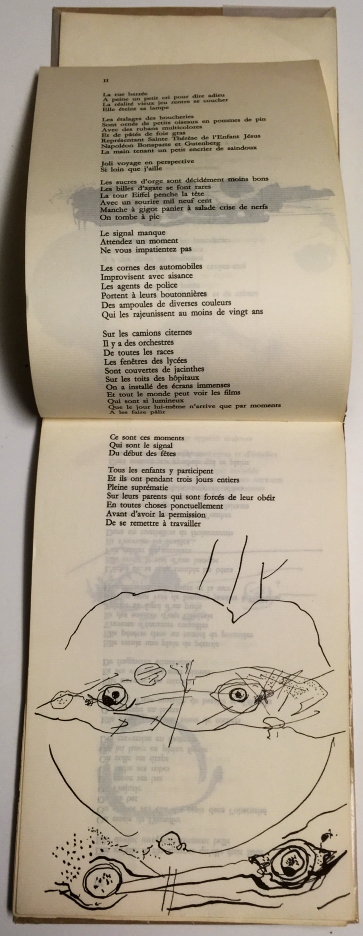 II
La rue barrée
A peine un petit cri pour dire adieu
La réalité vieux jeu rentre se coucher
Elle éteint sa lampe
Les étalages des boucheries
Sont ornés de petits oiseaux en pommes de pin
Avec des rubans multicolores
Et de pâtés de foie gras
Représentant Sainte Thérèse de l'Enfant Jésus
Napoléon Bonaparte et Gutenberg
La main tenant un petit encrier de saindoux
Joli voyage en perspective
Si loin que j'aille
Les sucres d'orge sont décidément moins bons
Les billes d'agate se font rares
La tour Eiffel penche la tête
Avec un sourire mil neuf cent
Manche à gigot panier à salade crise de nerfs
On tombe à pic
Le signal manque
Attendez un moment
Ne vous impatientez pas
Les cornes des automobiles
Improvisent avec aisance
Les agents de police
Portent à leurs boutonnières
Des ampoules de diverses couleurs
Qui les rajeunissent au moins de vingt ans
Sur les camions citernes
Il y a des orchestres
De toutes les races
Les fenêtres des lycées
Sont couvertes de jacinthes
Sur les toits des hôpitaux
On a installé des écrans immenses
Et tout le monde peut voir les films
Qui sont si lumineux
Que le jour lui-même n'arrive que par moments
A les faire pâlir
Ce sont ces moments
Qui sont le signal
Du début des fêtes
Tous les enfants y participent
Et ils ont pendant trois jours entiers
Pleine suprématie
Sur leurs parents qui sont forcés de leur obéir
En toutes choses ponctuellement
Avant d'avoir la permission
De se remettre à travailler